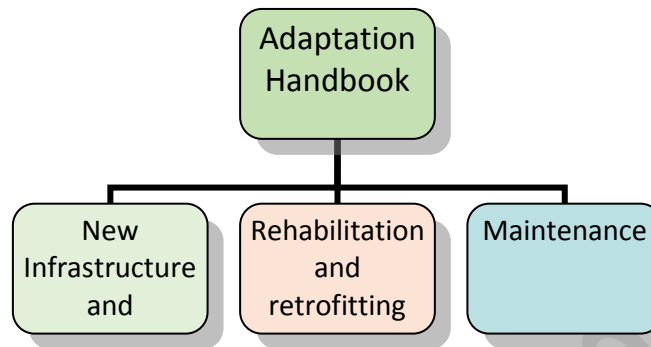 Adaptation
Handbook
New
Infrastructure
and
Rehabilitation
and
retrofitting
Maintenance